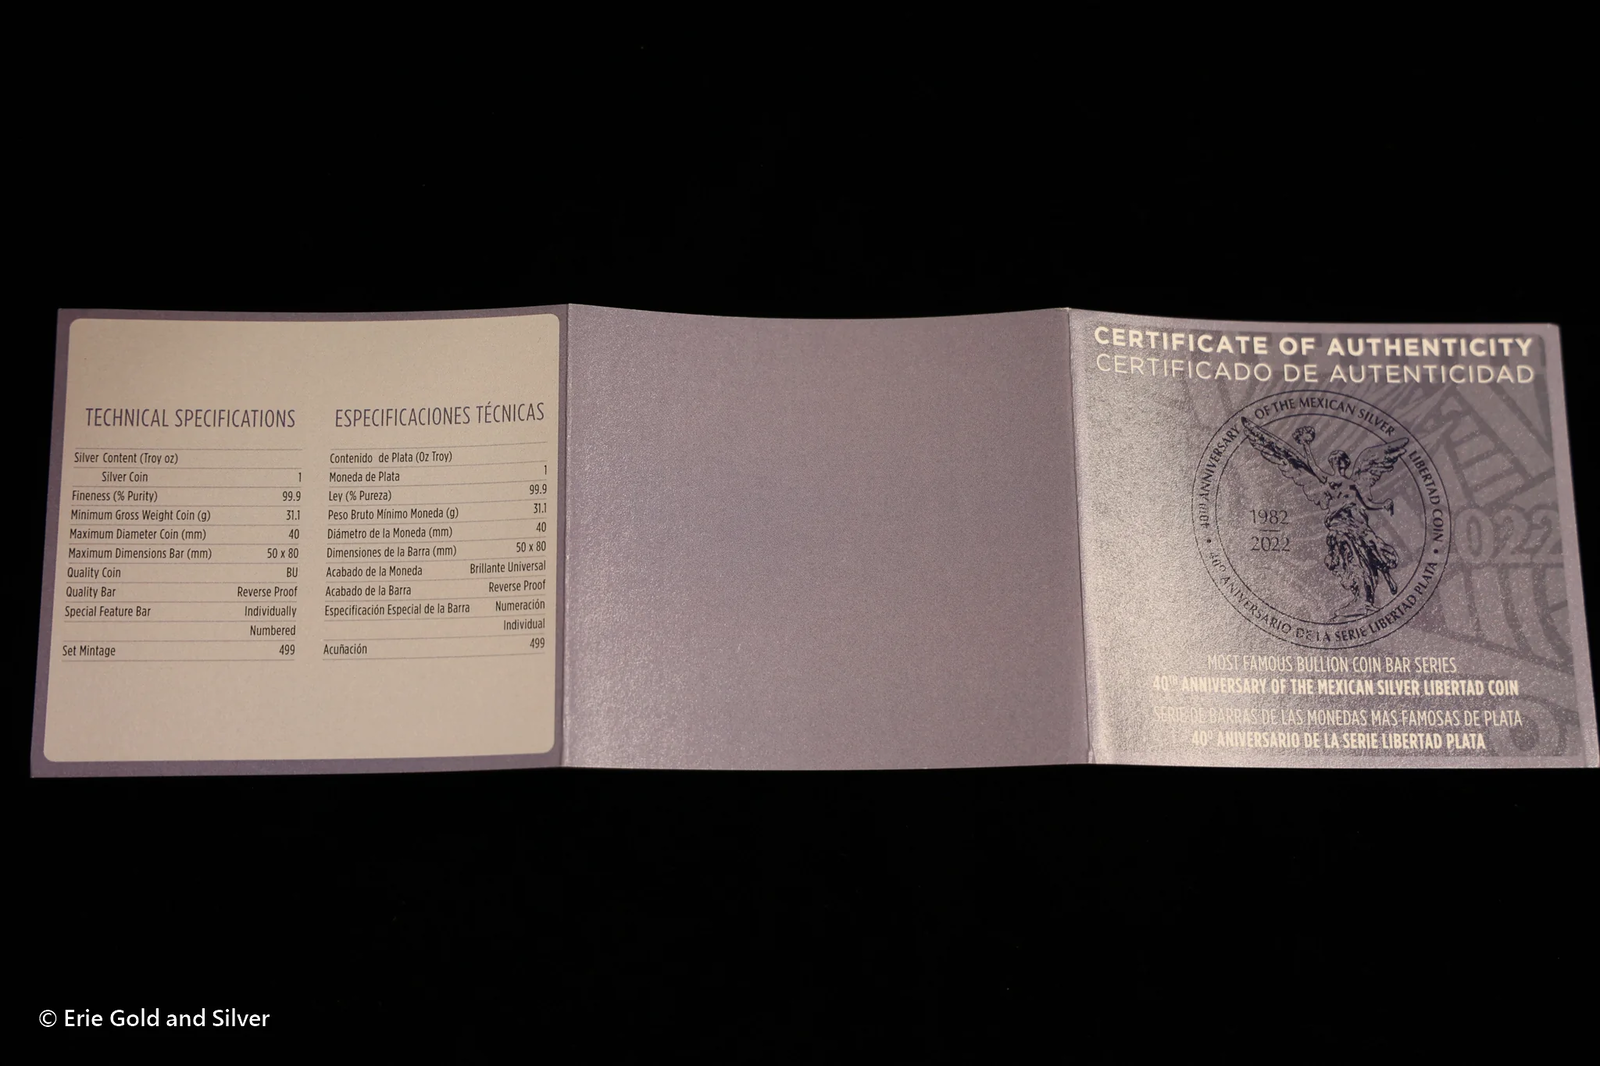 TECHNICAL SPECIFICATIONS
Silver Content (Troy oz)
Silver Coin 1
Fineness (% Purity) 99.9
Minimum Gross Weight Coin (g) 31.1
Maximum Diameter Coin (mm) 40
Maximum Dimensions Bar (mm) 50 x 80
Quality Coin BU
Quality Bar Reverse Proof
Special Feature Bar Individually
Numbered
Set Mintage 499
ESPECIFICACIONES TÉCNICAS
Contenido de Plata (Oz Troy)
Moneda de Plata 1
Ley (% Pureza) 99.9
Peso Bruto Mínimo Moneda (g) 31.1
Diámetro de la Moneda (mm) 40
Dimensiones de la Barra (mm) 50 x 80
Acabado de la Moneda Brillante Universal
Acabado de la Barra Reverse Proof
Especificación Especial de la Barra Numeración
Individual
Acuñación 499
CERTIFICATE OF AUTHENTICITY
CERTIFICADO DE AUTENTICIDAD
• 40TH ANNIVERSARY OF THE MEXICAN SILVER LIBERTAD COIN •
1982
2022
40º ANIVERSARIO DE LA SERIE LIBERTAD PLATA
2022
MOST FAMOUS BULLION COIN BAR SERIES
40TH ANNIVERSARY OF THE MEXICAN SILVER LIBERTAD COIN
SERIE DE BARRAS DE LAS MONEDAS MAS FAMOSAS DE PLATA
40º ANIVERSARIO DE LA SERIE LIBERTAD PLATA
© Erie Gold and Silver